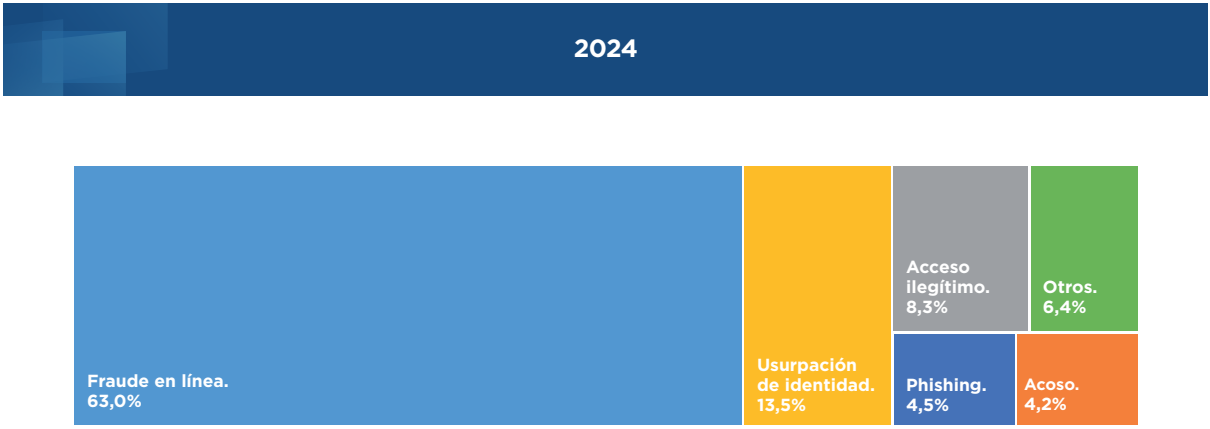 2024
Fraude en línea.
63,0%
Usurpación
de identidad.
13,5%
Acceso
ilegítimo.
8,3%
Otros.
6,4%
Phishing.
4,5%
Acoso.
4,2%